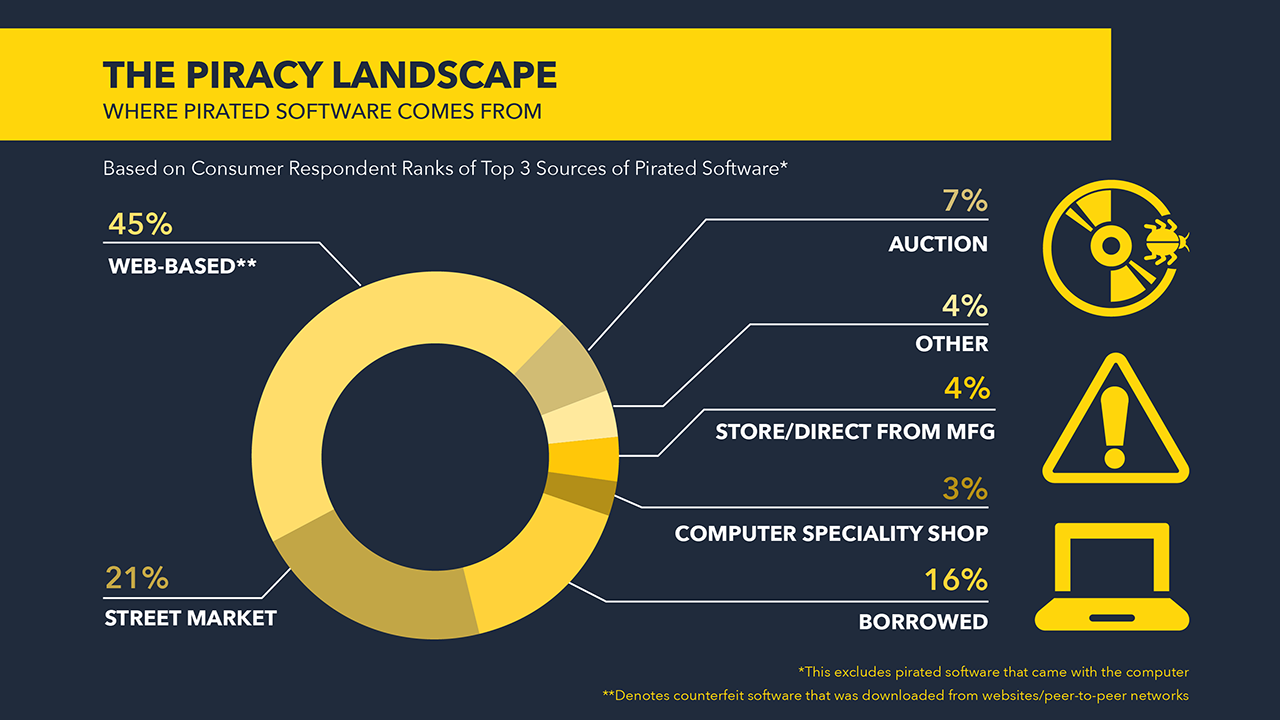 THE PIRACY LANDSCAPE
WHERE PIRATED SOFTWARE COMES FROM
Based on Consumer Respondent Ranks of Top 3 Sources of Pirated Software*
45%
WEB-BASED**
21%
STREET MARKET
7%
AUCTION
4%
OTHER
4%
STORE/DIRECT FROM MFG
3%
COMPUTER SPECIALITY SHOP
16%
BORROWED
*This excludes pirated software that came with the computer
**Denotes counterfeit software that was downloaded from websites/peer-to-peer networks